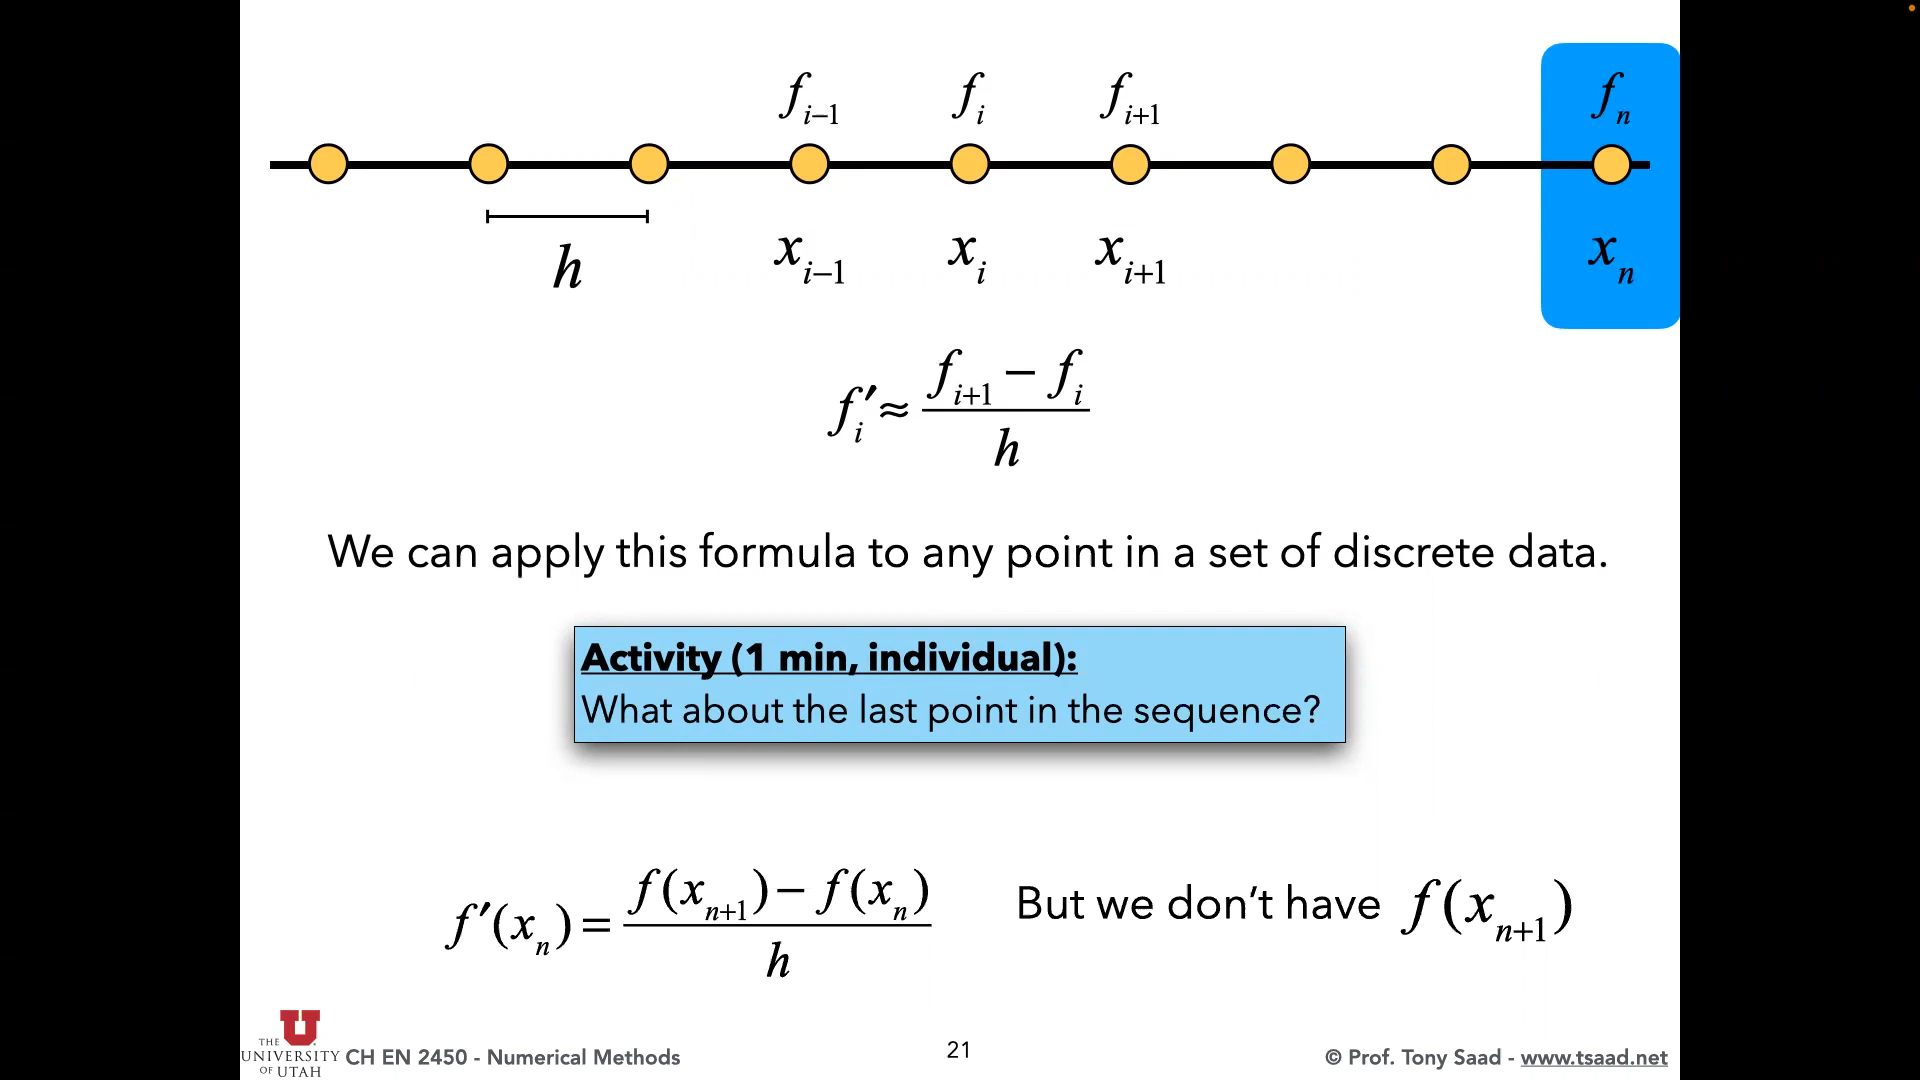 f_{i−1} f_i f_{i+1} f_n
h x_{i−1} x_i x_{i+1} x_n
f_i′ ≈ \frac{f_{i+1} − f_i}{h}
We can apply this formula to any point in a set of discrete data.
Activity (1 min, individual):
What about the last point in the sequence?
f′(x_n) = \frac{f(x_{n+1}) − f(x_n)}{h} But we don’t have f(x_{n+1})
THE
UNIVERSITY
OF UTAH
CH EN 2450 - Numerical Methods
21
© Prof. Tony Saad - www.tsaad.net